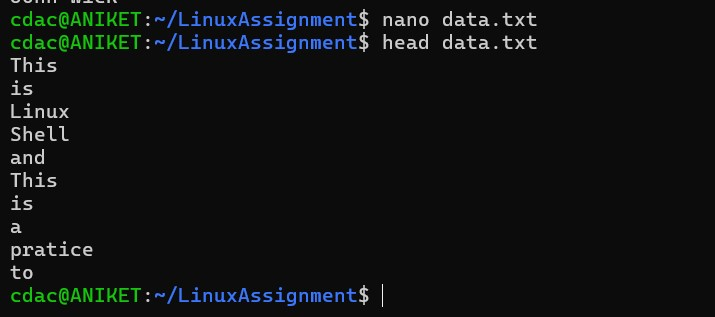 cdac@ANIKET:~/LinuxAssignment$ nano data.txt
cdac@ANIKET:~/LinuxAssignment$ head data.txt
This
is
Linux
Shell
and
This
is
a
pratice
to
cdac@ANIKET:~/LinuxAssignment$